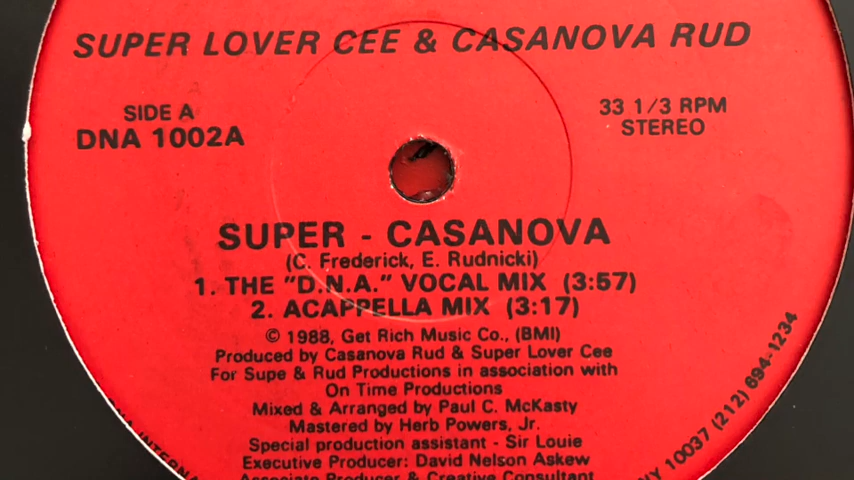 SUPER LOVER CEE & CASANOVA RUD
SIDE A
DNA 1002A
33 1/3 RPM
STEREO
SUPER - CASANOVA
(C. Frederick, E. Rudnicki)
1. THE "D.N.A." VOCAL MIX (3:57)
2. ACAPPELLA MIX (3:17)
© 1988, Get Rich Music Co., (BMI)
Produced by Casanova Rud & Super Lover Cee
For Supe & Rud Productions in association with
On Time Productions
Mixed & Arranged by Paul C. McKasty
Mastered by Herb Powers, Jr.
Special production assistant - Sir Louie
Executive Producer: David Nelson Askew
Associate Producer & Creative Consultant
NY 10037 (212) 694-1234